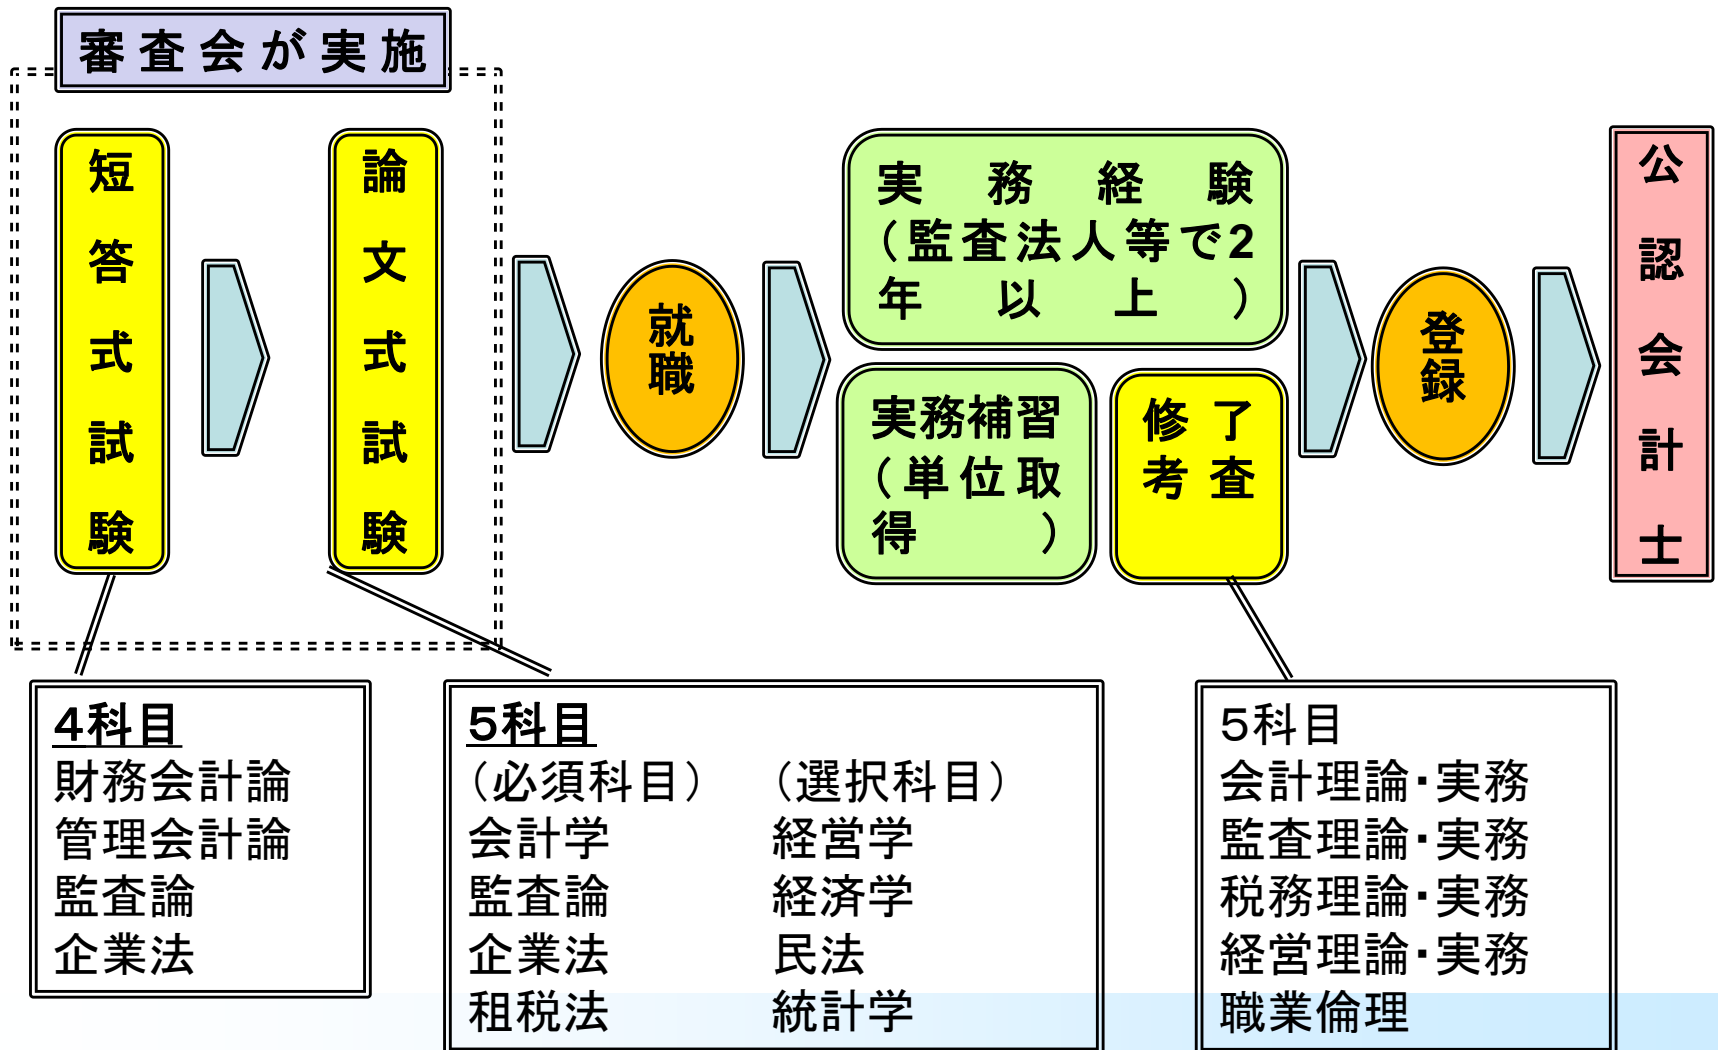 審査会が実施
短答式試験
論文式試験
就職
実務経験
（監査法人等で2
年以上）
実務補習
（単位取
得）
修了
考査
登録
公認会計士
４科目
財務会計論
管理会計論
監査論
企業法
５科目
（必須科目）　（選択科目）
会計学　経営学
監査論　経済学
企業法　民法
租税法　統計学
５科目
会計理論・実務
監査理論・実務
税務理論・実務
経営理論・実務
職業倫理